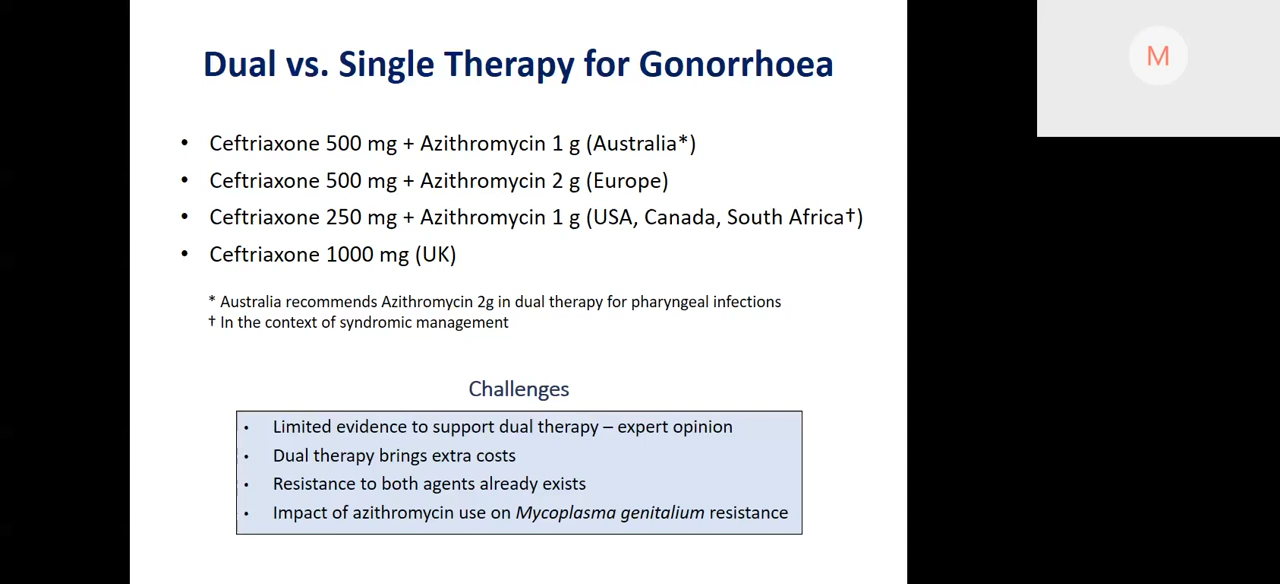 Dual vs. Single Therapy for Gonorrhoea
• Ceftriaxone 500 mg + Azithromycin 1 g (Australia*)
• Ceftriaxone 500 mg + Azithromycin 2 g (Europe)
• Ceftriaxone 250 mg + Azithromycin 1 g (USA, Canada, South Africa†)
• Ceftriaxone 1000 mg (UK)
* Australia recommends Azithromycin 2g in dual therapy for pharyngeal infections
† In the context of syndromic management
Challenges
• Limited evidence to support dual therapy – expert opinion
• Dual therapy brings extra costs
• Resistance to both agents already exists
• Impact of azithromycin use on Mycoplasma genitalium resistance
M